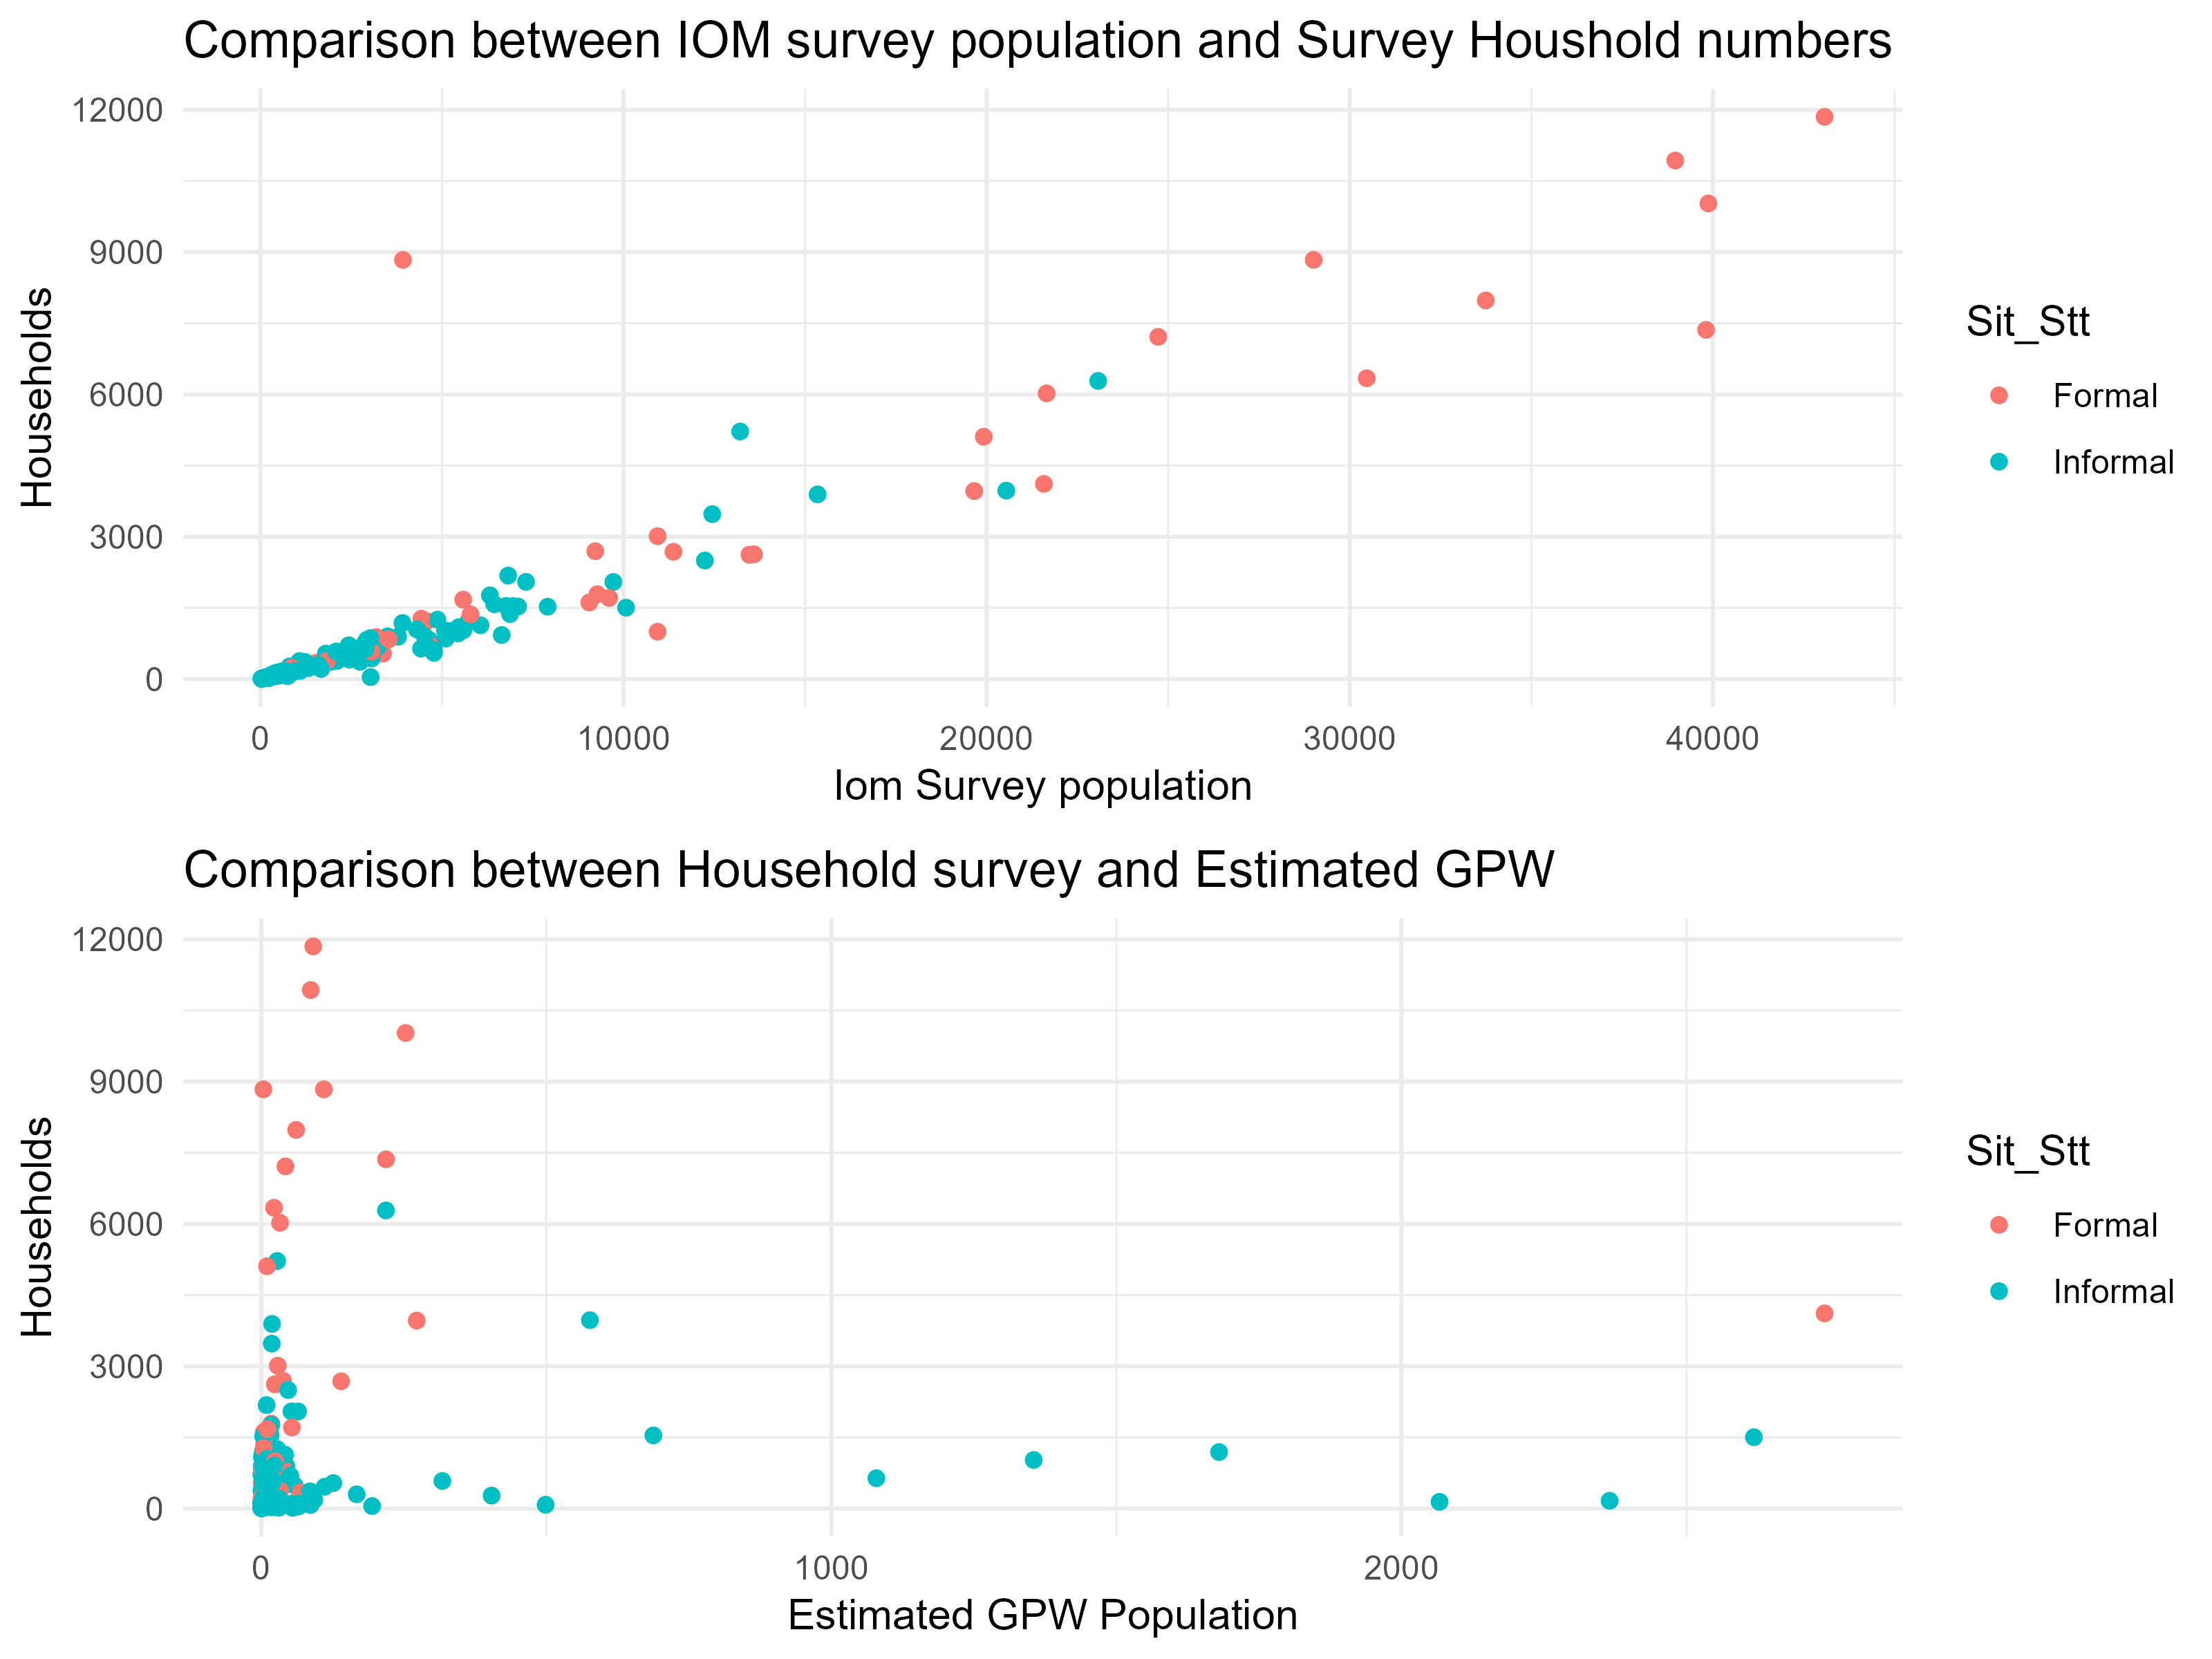 Comparison between IOM survey population and Survey Houshold numbers
12000
9000
6000
3000
0
Households
0 10000 20000 30000 40000
Iom Survey population
Sit_Stt
Formal
Informal
Comparison between Household survey and Estimated GPW
12000
9000
6000
3000
0
Households
0 1000 2000
Estimated GPW Population
Sit_Stt
Formal
Informal